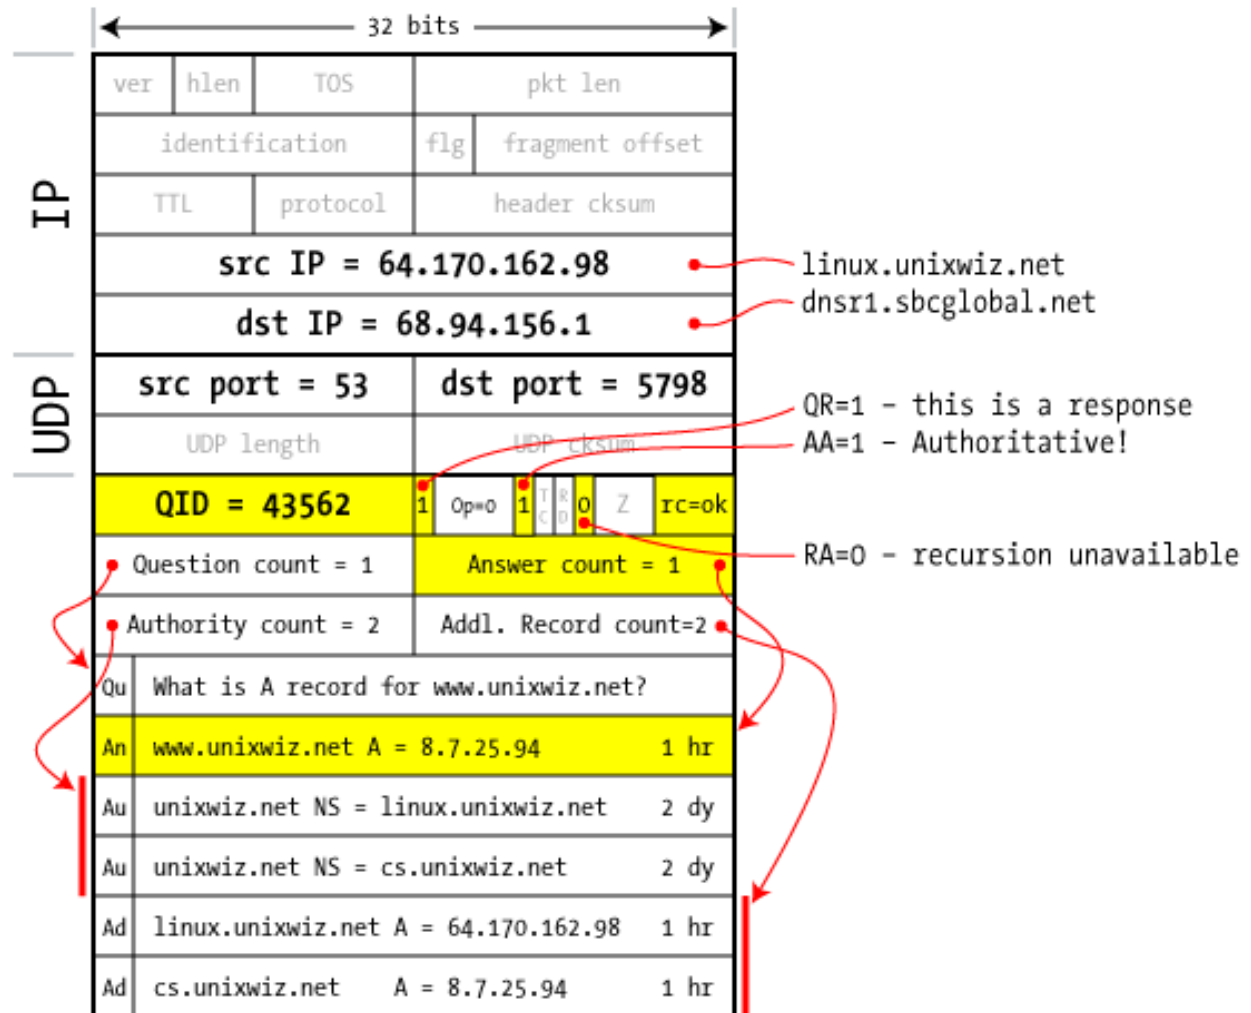 32 bits
ver hlen TOS pkt len
identification flg fragment offset
TTL protocol header cksum
IP
src IP = 64.170.162.98 linux.unixwiz.net
dst IP = 68.94.156.1 dnsr1.sbcglobal.net
UDP
src port = 53 dst port = 5798
QR=1 – this is a response
UDP length UDP cksum AA=1 – Authoritative!
QID = 43562 1 Op=0 1 TC RD 0 Z rc=ok
RA=0 – recursion unavailable
Question count = 1 Answer count = 1
Authority count = 2 Addl. Record count=2
Qu What is A record for www.unixwiz.net?
An www.unixwiz.net A = 8.7.25.94 1 hr
Au unixwiz.net NS = linux.unixwiz.net 2 dy
Au unixwiz.net NS = cs.unixwiz.net 2 dy
Ad linux.unixwiz.net A = 64.170.162.98 1 hr
Ad cs.unixwiz.net A = 8.7.25.94 1 hr